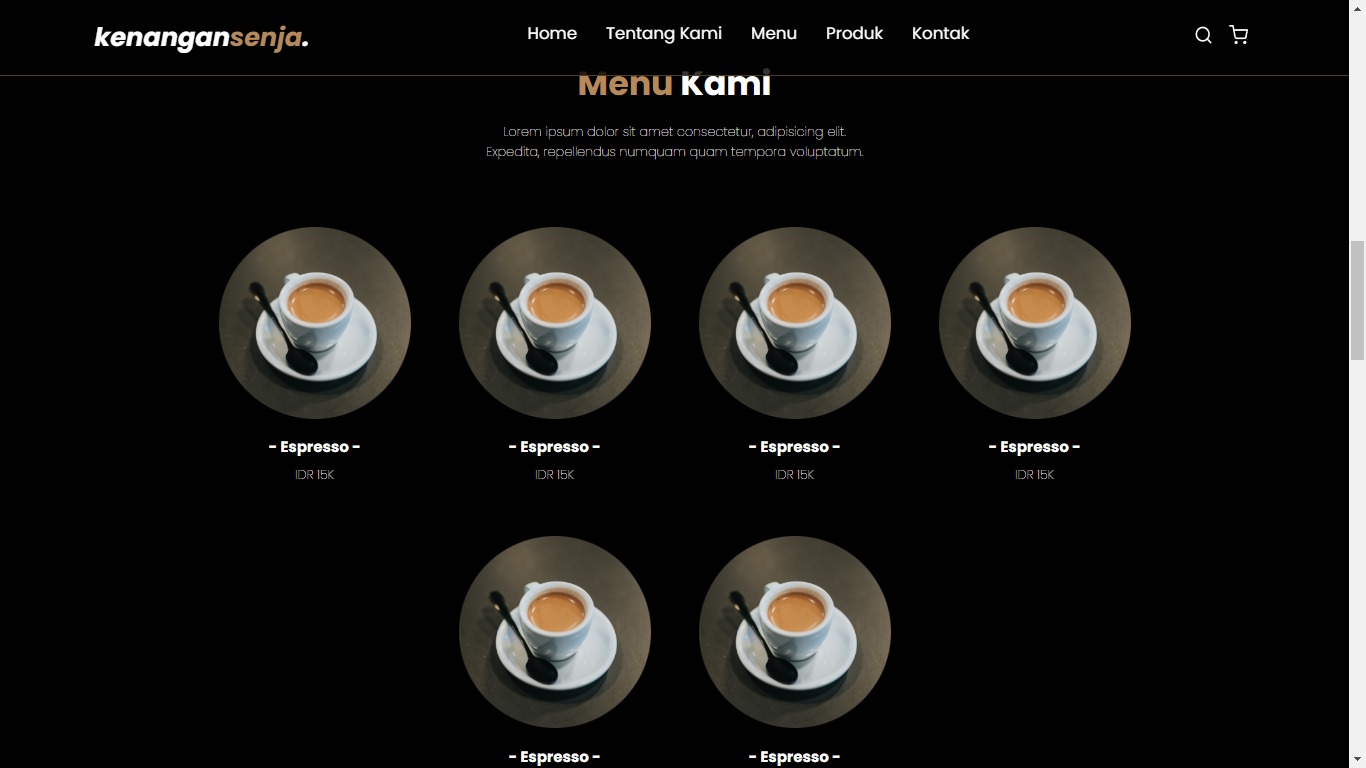 kenangansenja.
Home Tentang Kami Menu Produk Kontak
Menu Kami
Lorem ipsum dolor sit amet consectetur, adipisicing elit.
Expedita, repellendus numquam quam tempora voluptatum.
- Espresso - - Espresso - - Espresso - - Espresso -
IDR 15K IDR 15K IDR 15K IDR 15K
- Espresso - - Espresso -